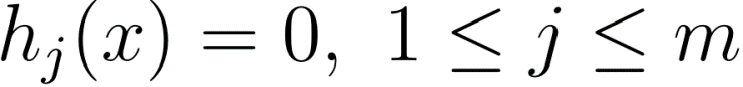 h_j(x) = 0, 1 ≤ j ≤ m